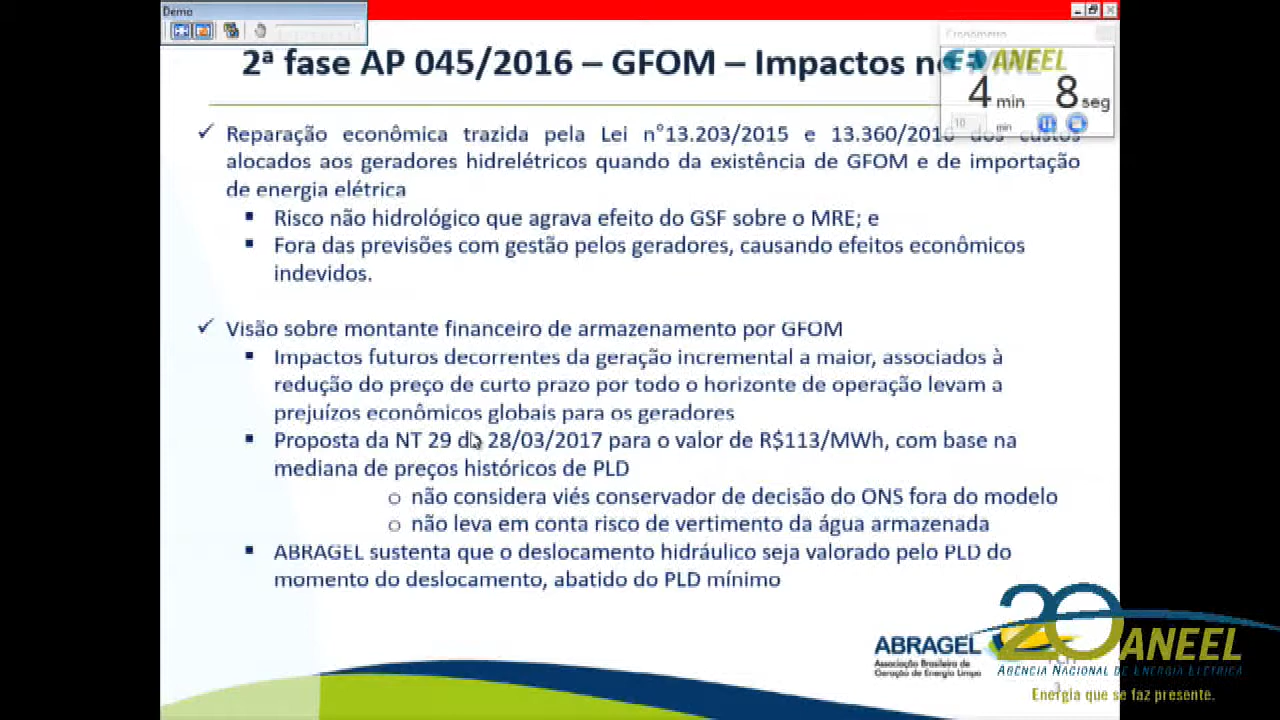 Demo
2ª fase AP 045/2016 – GFOM – Impactos no
Cronômetro
ANEEL
4 min 8 seg
10 min
Reparação econômica trazida pela Lei n°13.203/2015 e 13.360/2016 dos custos
alocados aos geradores hidrelétricos quando da existência de GFOM e de importação
de energia elétrica
Risco não hidrológico que agrava efeito do GSF sobre o MRE; e
Fora das previsões com gestão pelos geradores, causando efeitos econômicos
indevidos.
Visão sobre montante financeiro de armazenamento por GFOM
Impactos futuros decorrentes da geração incremental a maior, associados à
redução do preço de curto prazo por todo o horizonte de operação levam a
prejuízos econômicos globais para os geradores
Proposta da NT 29 de 28/03/2017 para o valor de R$113/MWh, com base na
mediana de preços históricos de PLD
não considera viés conservador de decisão do ONS fora do modelo
não leva em conta risco de vertimento da água armazenada
ABRAGEL sustenta que o deslocamento hidráulico seja valorado pelo PLD do
momento do deslocamento, abatido do PLD mínimo
ABRAGEL
Associação Brasileira de
Geração de Energia Limpa
20 ANEEL
AGÊNCIA NACIONAL DE ENERGIA ELÉTRICA
Energia que se faz presente.